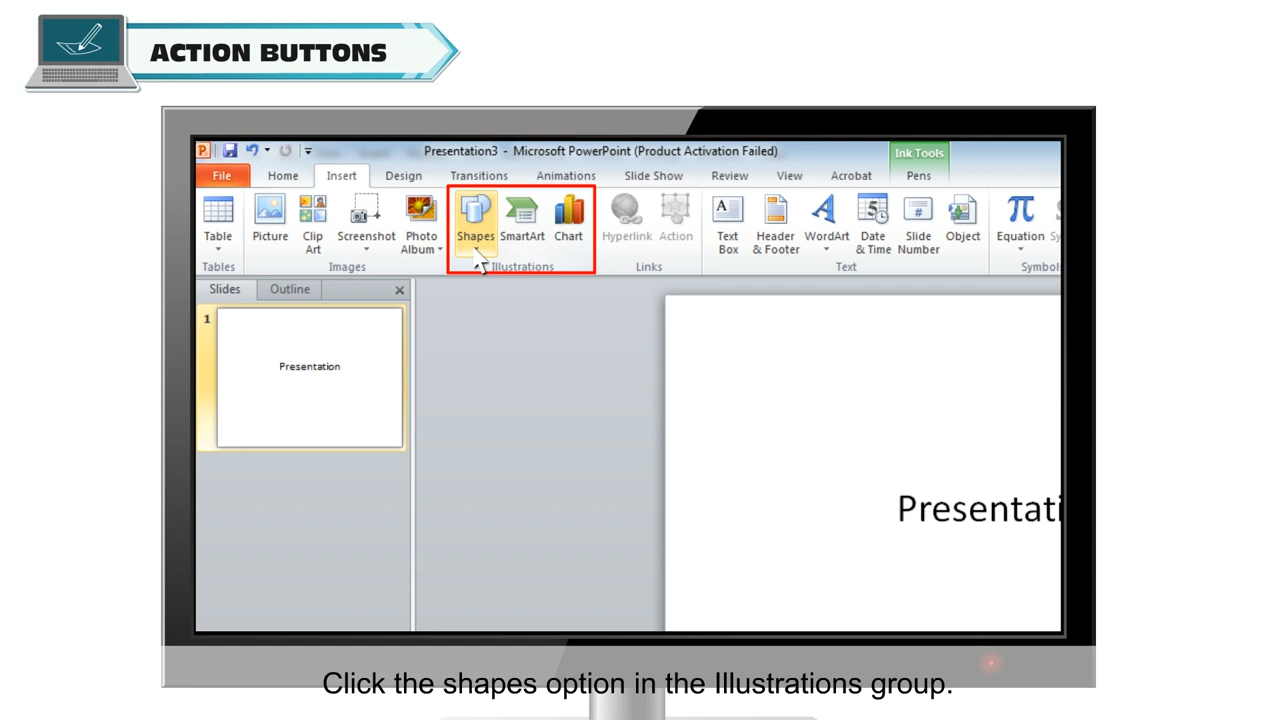 ACTION BUTTONS
Presentation3 - Microsoft PowerPoint (Product Activation Failed)
Ink Tools
File Home Insert Design Transitions Animations Slide Show Review View Acrobat Pens
Table Picture Clip Art Screenshot Photo Album Shapes SmartArt Chart Hyperlink Action Text Box Header & Footer WordArt Date & Time Slide Number Object Equation
Tables Images Illustrations Links Text
Slides Outline
1
Presentation
Click the shapes option in the Illustrations group.